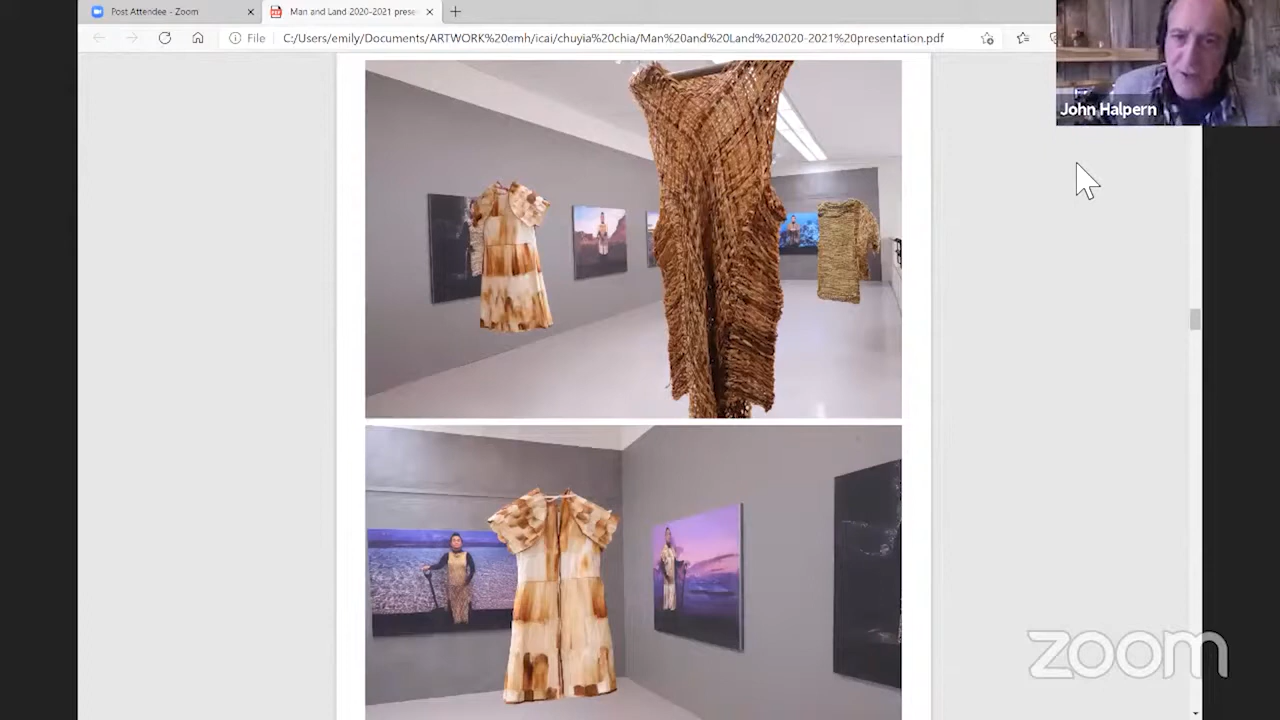 Post Attendee - Zoom
Man and Land 2020-2021 prese
File
C:/Users/emily/Documents/ARTWORK%20emh/icai/chuyia%20chia/Man%20and%20Land%202020-2021%20presentation.pdf
John Halpern
zoom